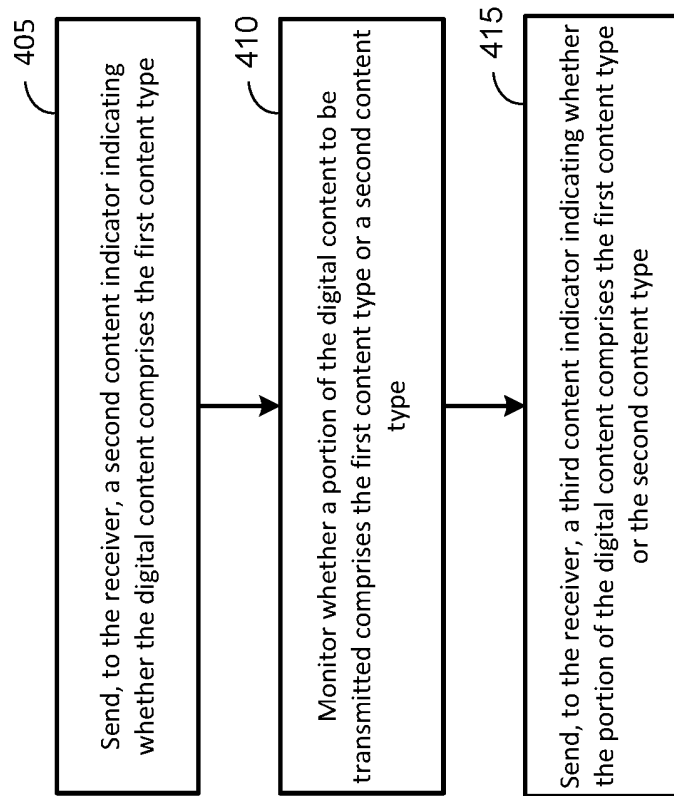 405
Send, to the receiver, a second content indicator indicating
whether the digital content comprises the first content type
410
Monitor whether a portion of the digital content to be
transmitted comprises the first content type or a second content
type
415
Send, to the receiver, a third content indicator indicating whether
the portion of the digital content comprises the first content type
or the second content type